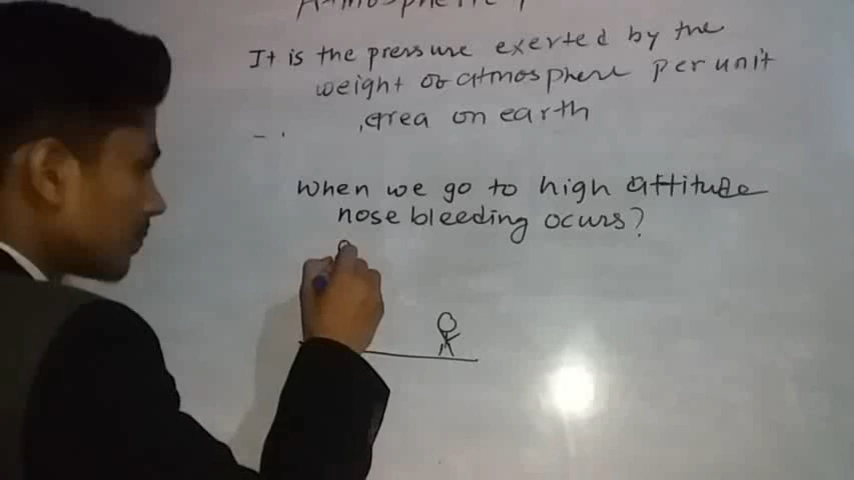 Atmospheric P
It is the pressure exerted by the
weight of atmosphere per unit
area on earth
when we go to high attitude
nose bleeding ocurs?